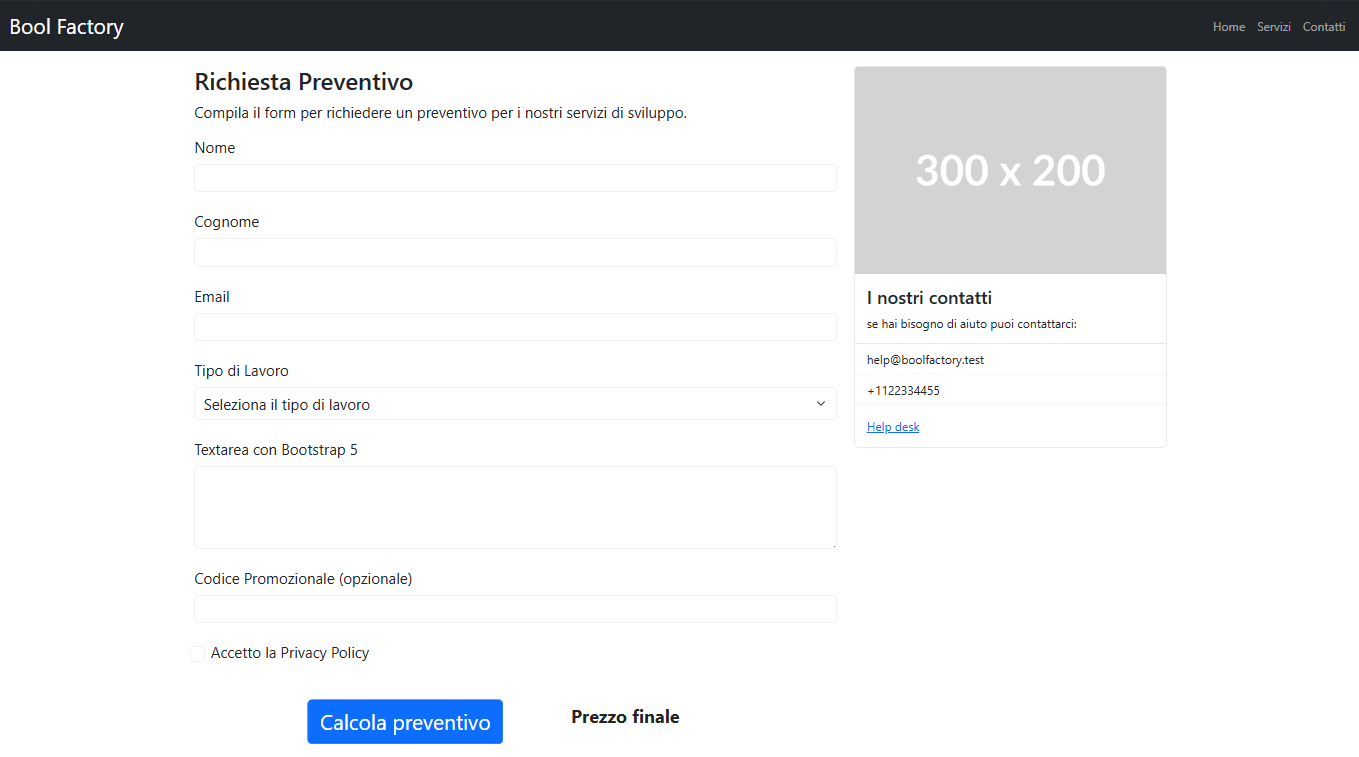 Bool Factory
Home Servizi Contatti
Richiesta Preventivo
Compila il form per richiedere un preventivo per i nostri servizi di sviluppo.
Nome
Cognome
Email
Tipo di Lavoro
Seleziona il tipo di lavoro
Textarea con Bootstrap 5
Codice Promozionale (opzionale)
Accetto la Privacy Policy
Calcola preventivo
Prezzo finale
300 x 200
I nostri contatti
se hai bisogno di aiuto puoi contattarci:
help@boolfactory.test
+1122334455
Help desk